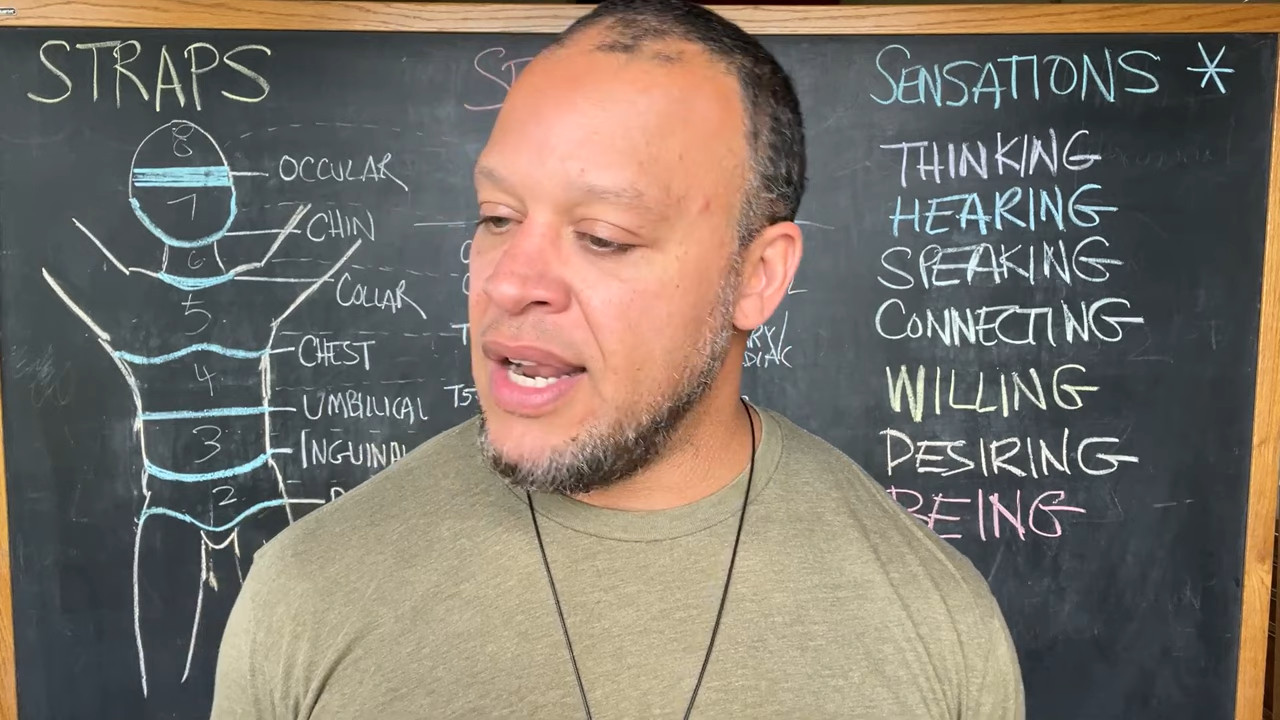 STRAPS
8
OCCULAR
7
CHIN
6
COLLAR
5
CHEST
4
UMBILICAL
T5
3
2
SENSATIONS *
THINKING
HEARING
SPEAKING
CONNECTING
WILLING
DESIRING
BEING